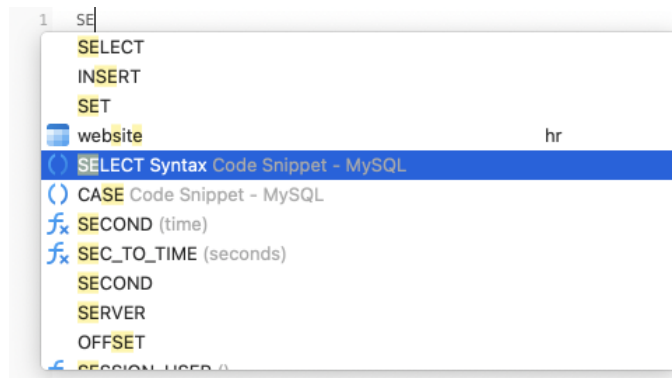 1 SE
SELECT
INSERT
SET
website hr
SELECT Syntax Code Snippet - MySQL
CASE Code Snippet - MySQL
SECOND (time)
SEC_TO_TIME (seconds)
SECOND
SERVER
OFFSET
SESSION_USER ()